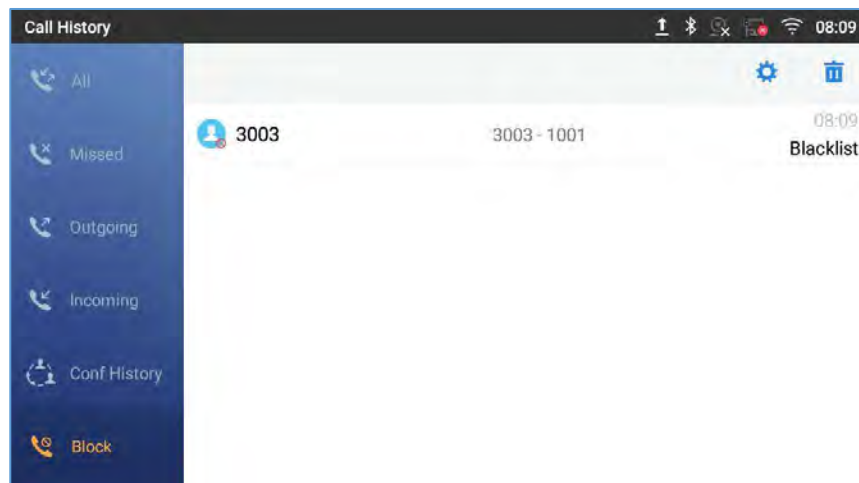 Call History
08:09
All
Missed
Outgoing
Incoming
Conf History
Block
3003
3003 - 1001
08:09
Blacklist